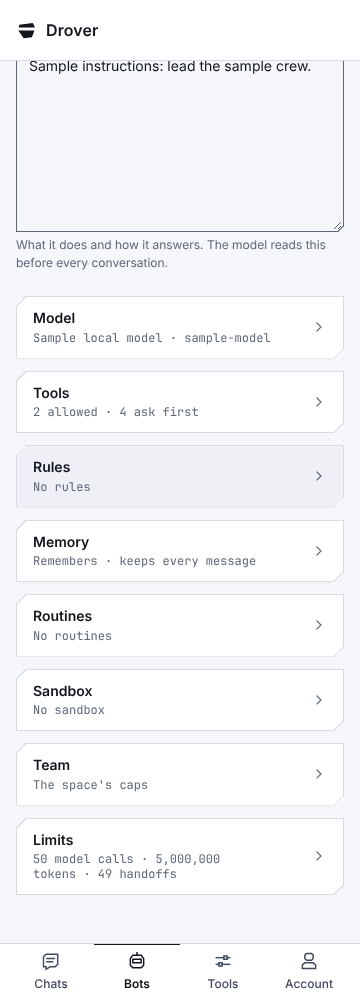 Drover
Sample instructions: lead the sample crew.
What it does and how it answers. The model reads this
before every conversation.
Model
Sample local model · sample-model
Tools
2 allowed · 4 ask first
Rules
No rules
Memory
Remembers · keeps every message
Routines
No routines
Sandbox
No sandbox
Team
The space's caps
Limits
50 model calls · 5,000,000
tokens · 49 handoffs
Chats
Bots
Tools
Account